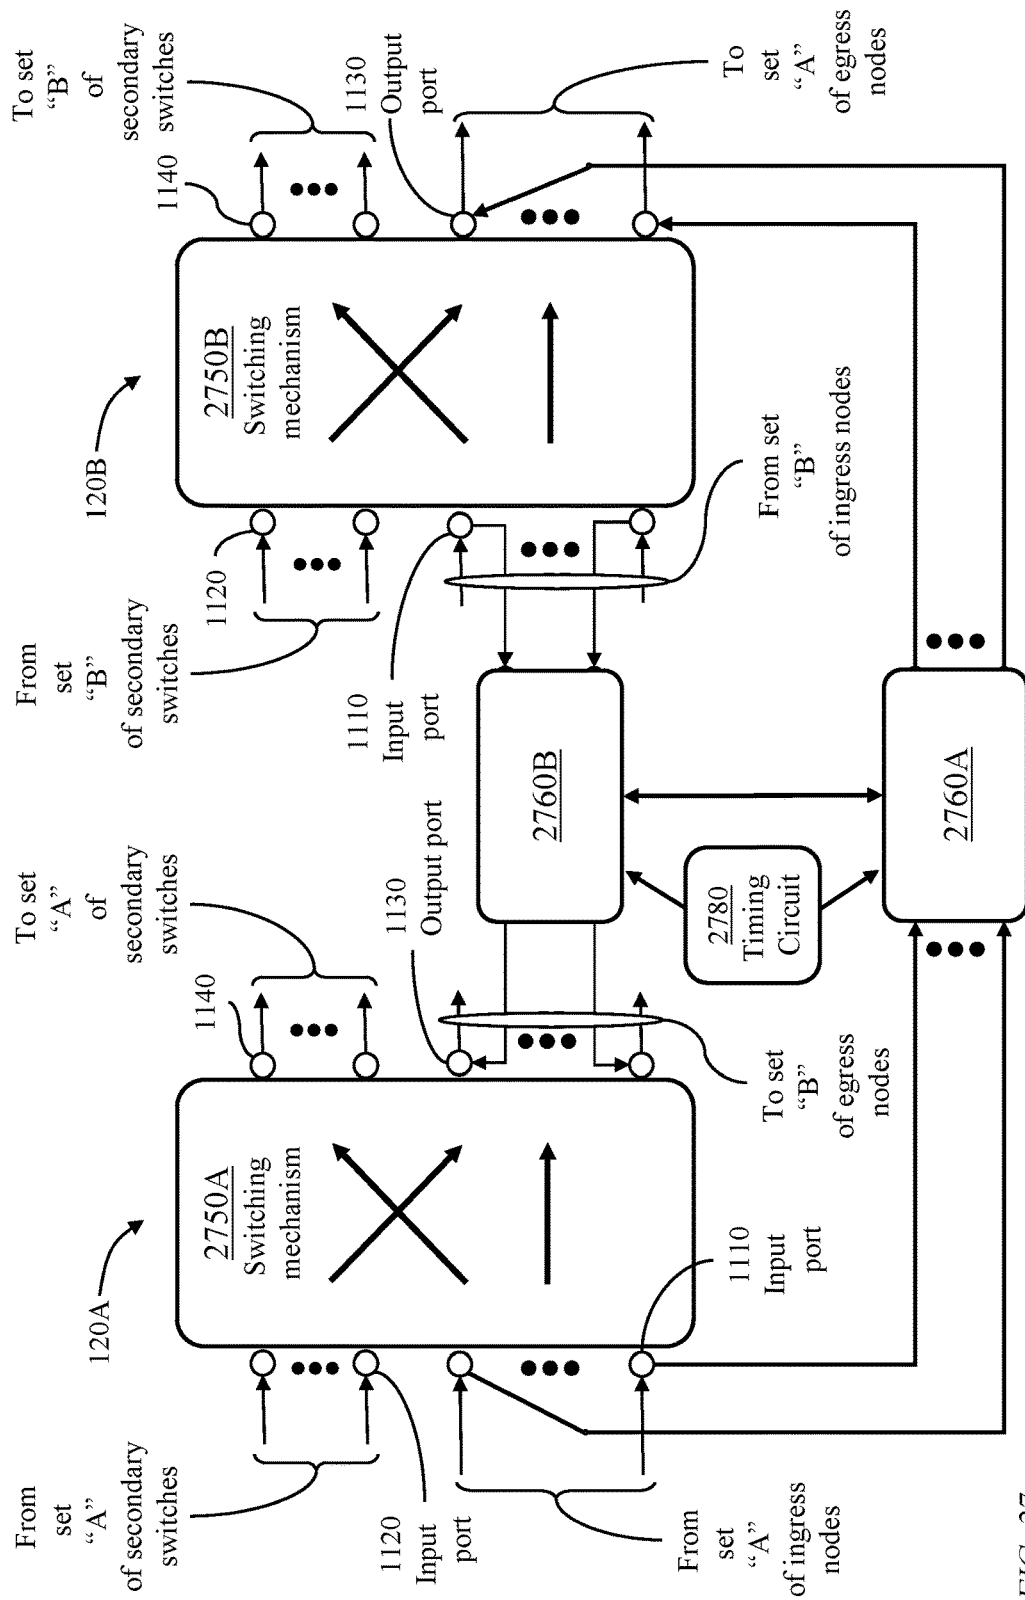 From
set
“A”
of secondary
switches
120A
To set
“A”
of
secondary
switches
1140
1120
Input
port
2750A
Switching
mechanism
1130
Output port
From
set
“A”
of ingress
nodes
1110
Input
port
To set
“B”
of egress
nodes
From
set
“B”
of secondary
switches
120B
To set
“B”
of
secondary
switches
1120
1140
1110
Input
port
2750B
Switching
mechanism
1130
Output
port
From set
“B”
of ingress nodes
To
set
“A”
of egress
nodes
2760B
2780
Timing
Circuit
2760A
FIG. 27